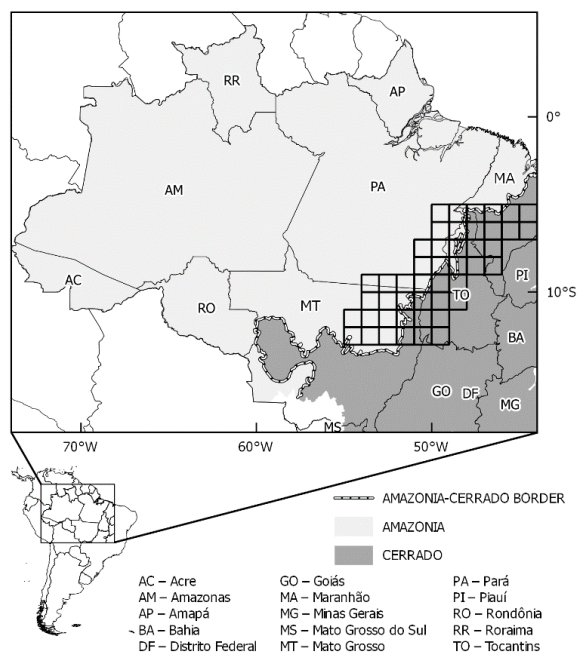 RR
AP
0°
AM
PA
MA
AC
RO
MT
TO
PI
10°S
BA
GO
DF
MG
MS
70°W
60°W
50°W
AMAZONIA-CERRADO BORDER
AMAZONIA
CERRADO
AC – Acre
AM – Amazonas
AP – Amapá
BA – Bahia
DF – Distrito Federal
GO – Goiás
MA – Maranhão
MG – Minas Gerais
MS – Mato Grosso do Sul
MT – Mato Grosso
PA – Pará
PI – Piauí
RO – Rondônia
RR – Roraima
TO – Tocantins